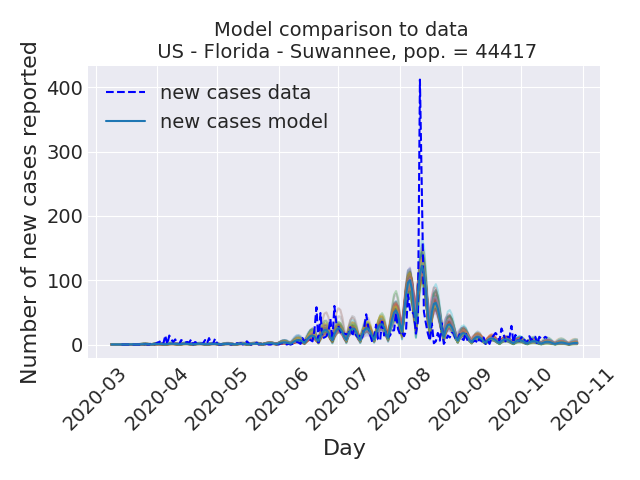 Model comparison to data
US - Florida - Suwannee, pop. = 44417
Number of new cases reported
400
300
200
100
0
new cases data
new cases model
2020-03
2020-04
2020-05
2020-06
2020-07
2020-08
2020-09
2020-10
2020-11
Day